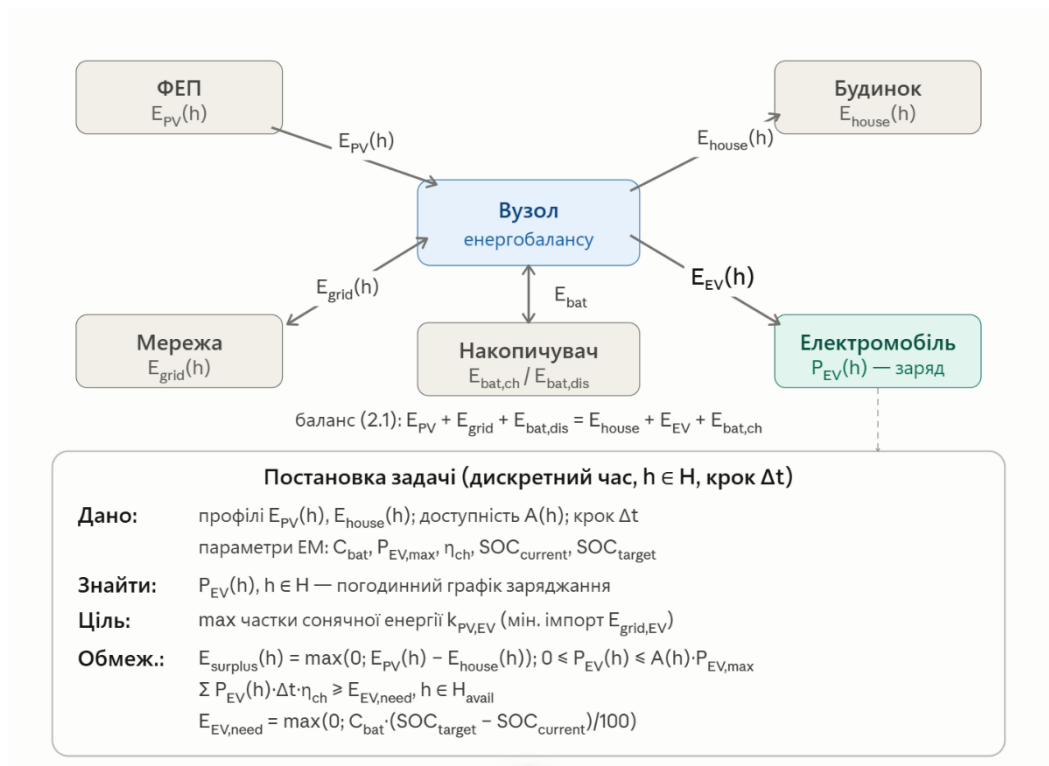 ФЕП
E_PV(h)
Будинок
E_house(h)
E_PV(h)
E_house(h)
Вузол
енергобалансу
E_grid(h)
E_bat
E_EV(h)
Мережа
E_grid(h)
Накопичувач
E_bat,ch / E_bat,dis
Електромобіль
P_EV(h) — заряд
баланс (2.1): E_PV + E_grid + E_bat,dis = E_house + E_EV + E_bat,ch
Постановка задачі (дискретний час, h ∈ H, крок Δt)
Дано: профілі E_PV(h), E_house(h); доступність A(h); крок Δt
параметри ЕМ: C_bat, P_EV,max, η_ch, SOC_current, SOC_target
Знайти: P_EV(h), h ∈ H — погодинний графік заряджання
Ціль: max частки сонячної енергії k_PV,EV (мін. імпорт E_grid,EV)
Обмеж.: E_surplus(h) = max(0; E_PV(h) − E_house(h)); 0 ⩽ P_EV(h) ⩽ A(h)·P_EV,max
Σ P_EV(h)·Δt·η_ch ⩾ E_EV,need, h ∈ H_avail
E_EV,need = max(0; C_bat·(SOC_target − SOC_current)/100)